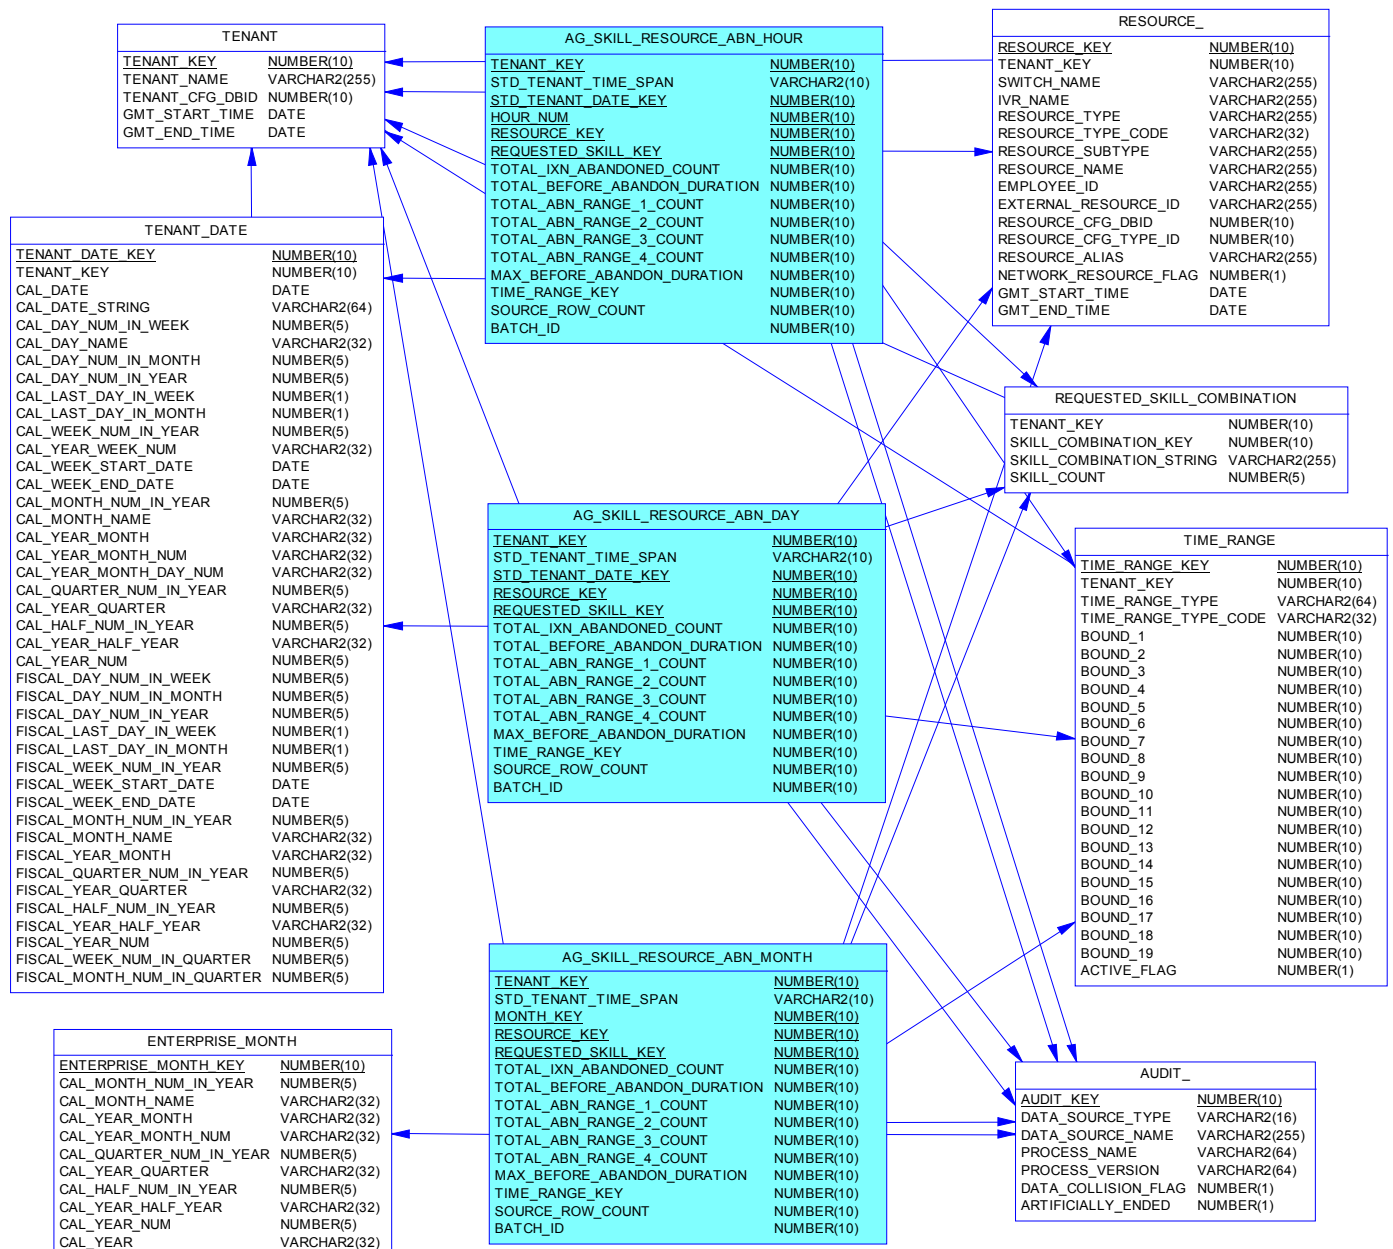 TENANT
TENANT_KEY NUMBER(10)
TENANT_NAME VARCHAR2(255)
TENANT_CFG_DBID NUMBER(10)
GMT_START_TIME DATE
GMT_END_TIME DATE
TENANT_DATE
TENANT_DATE_KEY NUMBER(10)
TENANT_KEY NUMBER(10)
CAL_DATE DATE
CAL_DATE_STRING VARCHAR2(64)
CAL_DAY_NUM_IN_WEEK NUMBER(5)
CAL_DAY_NAME VARCHAR2(32)
CAL_DAY_NUM_IN_MONTH NUMBER(5)
CAL_DAY_NUM_IN_YEAR NUMBER(5)
CAL_LAST_DAY_IN_WEEK NUMBER(1)
CAL_LAST_DAY_IN_MONTH NUMBER(1)
CAL_WEEK_NUM_IN_YEAR NUMBER(5)
CAL_YEAR_WEEK_NUM VARCHAR2(32)
CAL_WEEK_START_DATE DATE
CAL_WEEK_END_DATE DATE
CAL_MONTH_NUM_IN_YEAR NUMBER(5)
CAL_MONTH_NAME VARCHAR2(32)
CAL_YEAR_MONTH VARCHAR2(32)
CAL_YEAR_MONTH_NUM VARCHAR2(32)
CAL_YEAR_MONTH_DAY_NUM VARCHAR2(32)
CAL_QUARTER_NUM_IN_YEAR NUMBER(5)
CAL_YEAR_QUARTER VARCHAR2(32)
CAL_HALF_NUM_IN_YEAR NUMBER(5)
CAL_YEAR_HALF_YEAR VARCHAR2(32)
CAL_YEAR_NUM NUMBER(5)
FISCAL_DAY_NUM_IN_WEEK NUMBER(5)
FISCAL_DAY_NUM_IN_MONTH NUMBER(5)
FISCAL_DAY_NUM_IN_YEAR NUMBER(5)
FISCAL_LAST_DAY_IN_WEEK NUMBER(1)
FISCAL_LAST_DAY_IN_MONTH NUMBER(1)
FISCAL_WEEK_NUM_IN_YEAR NUMBER(5)
FISCAL_WEEK_START_DATE DATE
FISCAL_WEEK_END_DATE DATE
FISCAL_MONTH_NUM_IN_YEAR NUMBER(5)
FISCAL_MONTH_NAME VARCHAR2(32)
FISCAL_YEAR_MONTH VARCHAR2(32)
FISCAL_QUARTER_NUM_IN_YEAR NUMBER(5)
FISCAL_YEAR_QUARTER VARCHAR2(32)
FISCAL_HALF_NUM_IN_YEAR NUMBER(5)
FISCAL_YEAR_HALF_YEAR VARCHAR2(32)
FISCAL_YEAR_NUM NUMBER(5)
FISCAL_WEEK_NUM_IN_QUARTER NUMBER(5)
FISCAL_MONTH_NUM_IN_QUARTER NUMBER(5)
ENTERPRISE_MONTH
ENTERPRISE_MONTH_KEY NUMBER(10)
CAL_MONTH_NUM_IN_YEAR NUMBER(5)
CAL_MONTH_NAME VARCHAR2(32)
CAL_YEAR_MONTH VARCHAR2(32)
CAL_YEAR_MONTH_NUM VARCHAR2(32)
CAL_QUARTER_NUM_IN_YEAR NUMBER(5)
CAL_YEAR_QUARTER VARCHAR2(32)
CAL_HALF_NUM_IN_YEAR NUMBER(5)
CAL_YEAR_HALF_YEAR VARCHAR2(32)
CAL_YEAR_NUM NUMBER(5)
CAL_YEAR VARCHAR2(32)
AG_SKILL_RESOURCE_ABN_HOUR
TENANT_KEY NUMBER(10)
STD_TENANT_TIME_SPAN VARCHAR2(10)
STD_TENANT_DATE_KEY NUMBER(10)
HOUR_NUM NUMBER(10)
RESOURCE_KEY NUMBER(10)
REQUESTED_SKILL_KEY NUMBER(10)
TOTAL_IXN_ABANDONED_COUNT NUMBER(10)
TOTAL_BEFORE_ABANDON_DURATION NUMBER(10)
TOTAL_ABN_RANGE_1_COUNT NUMBER(10)
TOTAL_ABN_RANGE_2_COUNT NUMBER(10)
TOTAL_ABN_RANGE_3_COUNT NUMBER(10)
TOTAL_ABN_RANGE_4_COUNT NUMBER(10)
MAX_BEFORE_ABANDON_DURATION NUMBER(10)
TIME_RANGE_KEY NUMBER(10)
SOURCE_ROW_COUNT NUMBER(10)
BATCH_ID NUMBER(10)
AG_SKILL_RESOURCE_ABN_DAY
TENANT_KEY NUMBER(10)
STD_TENANT_TIME_SPAN VARCHAR2(10)
STD_TENANT_DATE_KEY NUMBER(10)
RESOURCE_KEY NUMBER(10)
REQUESTED_SKILL_KEY NUMBER(10)
TOTAL_IXN_ABANDONED_COUNT NUMBER(10)
TOTAL_BEFORE_ABANDON_DURATION NUMBER(10)
TOTAL_ABN_RANGE_1_COUNT NUMBER(10)
TOTAL_ABN_RANGE_2_COUNT NUMBER(10)
TOTAL_ABN_RANGE_3_COUNT NUMBER(10)
TOTAL_ABN_RANGE_4_COUNT NUMBER(10)
MAX_BEFORE_ABANDON_DURATION NUMBER(10)
TIME_RANGE_KEY NUMBER(10)
SOURCE_ROW_COUNT NUMBER(10)
BATCH_ID NUMBER(10)
AG_SKILL_RESOURCE_ABN_MONTH
TENANT_KEY NUMBER(10)
STD_TENANT_TIME_SPAN VARCHAR2(10)
MONTH_KEY NUMBER(10)
RESOURCE_KEY NUMBER(10)
REQUESTED_SKILL_KEY NUMBER(10)
TOTAL_IXN_ABANDONED_COUNT NUMBER(10)
TOTAL_BEFORE_ABANDON_DURATION NUMBER(10)
TOTAL_ABN_RANGE_1_COUNT NUMBER(10)
TOTAL_ABN_RANGE_2_COUNT NUMBER(10)
TOTAL_ABN_RANGE_3_COUNT NUMBER(10)
TOTAL_ABN_RANGE_4_COUNT NUMBER(10)
MAX_BEFORE_ABANDON_DURATION NUMBER(10)
TIME_RANGE_KEY NUMBER(10)
SOURCE_ROW_COUNT NUMBER(10)
BATCH_ID NUMBER(10)
RESOURCE_
RESOURCE_KEY NUMBER(10)
TENANT_KEY NUMBER(10)
SWITCH_NAME VARCHAR2(255)
IVR_NAME VARCHAR2(255)
RESOURCE_TYPE VARCHAR2(255)
RESOURCE_TYPE_CODE VARCHAR2(32)
RESOURCE_SUBTYPE VARCHAR2(255)
RESOURCE_NAME VARCHAR2(255)
EMPLOYEE_ID VARCHAR2(255)
EXTERNAL_RESOURCE_ID VARCHAR2(255)
RESOURCE_CFG_DBID NUMBER(10)
RESOURCE_CFG_TYPE_ID NUMBER(10)
RESOURCE_ALIAS VARCHAR2(255)
NETWORK_RESOURCE_FLAG NUMBER(1)
GMT_START_TIME DATE
GMT_END_TIME DATE
REQUESTED_SKILL_COMBINATION
TENANT_KEY NUMBER(10)
SKILL_COMBINATION_KEY NUMBER(10)
SKILL_COMBINATION_STRING VARCHAR2(255)
SKILL_COUNT NUMBER(5)
TIME_RANGE
TIME_RANGE_KEY NUMBER(10)
TENANT_KEY NUMBER(10)
TIME_RANGE_TYPE VARCHAR2(64)
TIME_RANGE_TYPE_CODE VARCHAR2(32)
BOUND_1 NUMBER(10)
BOUND_2 NUMBER(10)
BOUND_3 NUMBER(10)
BOUND_4 NUMBER(10)
BOUND_5 NUMBER(10)
BOUND_6 NUMBER(10)
BOUND_7 NUMBER(10)
BOUND_8 NUMBER(10)
BOUND_9 NUMBER(10)
BOUND_10 NUMBER(10)
BOUND_11 NUMBER(10)
BOUND_12 NUMBER(10)
BOUND_13 NUMBER(10)
BOUND_14 NUMBER(10)
BOUND_15 NUMBER(10)
BOUND_16 NUMBER(10)
BOUND_17 NUMBER(10)
BOUND_18 NUMBER(10)
BOUND_19 NUMBER(10)
ACTIVE_FLAG NUMBER(1)
AUDIT_
AUDIT_KEY NUMBER(10)
DATA_SOURCE_TYPE VARCHAR2(16)
DATA_SOURCE_NAME VARCHAR2(255)
PROCESS_NAME VARCHAR2(64)
PROCESS_VERSION VARCHAR2(64)
DATA_COLLISION_FLAG NUMBER(1)
ARTIFICIALLY_ENDED NUMBER(1)